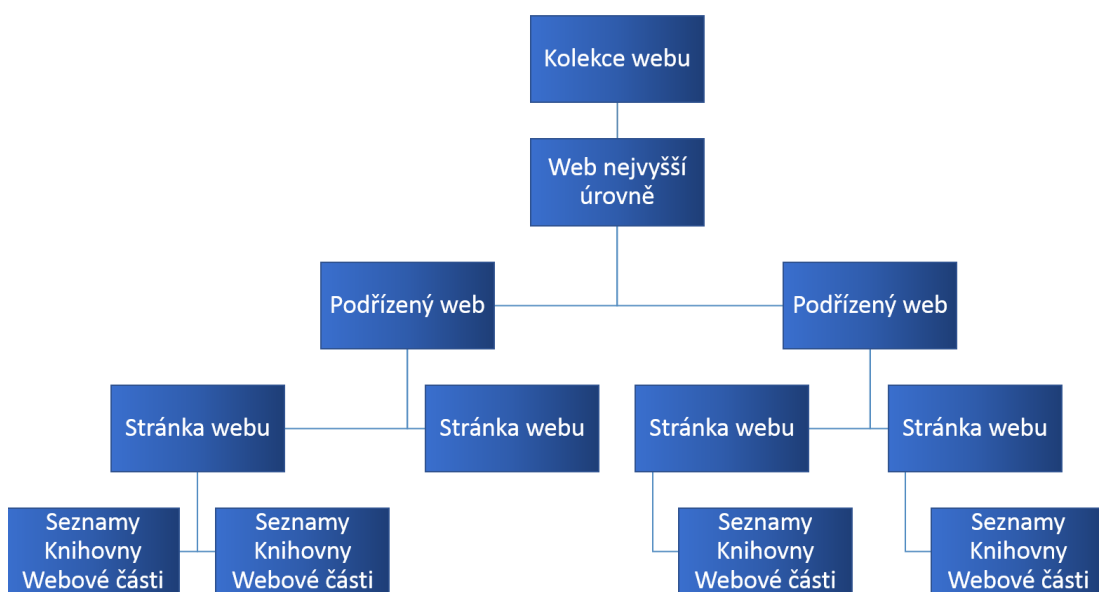 Kolekce webu
Web nejvyšší
úrovně
Podřízený web
Podřízený web
Stránka webu
Stránka webu
Stránka webu
Stránka webu
Seznamy
Knihovny
Webové části
Seznamy
Knihovny
Webové části
Seznamy
Knihovny
Webové části
Seznamy
Knihovny
Webové části